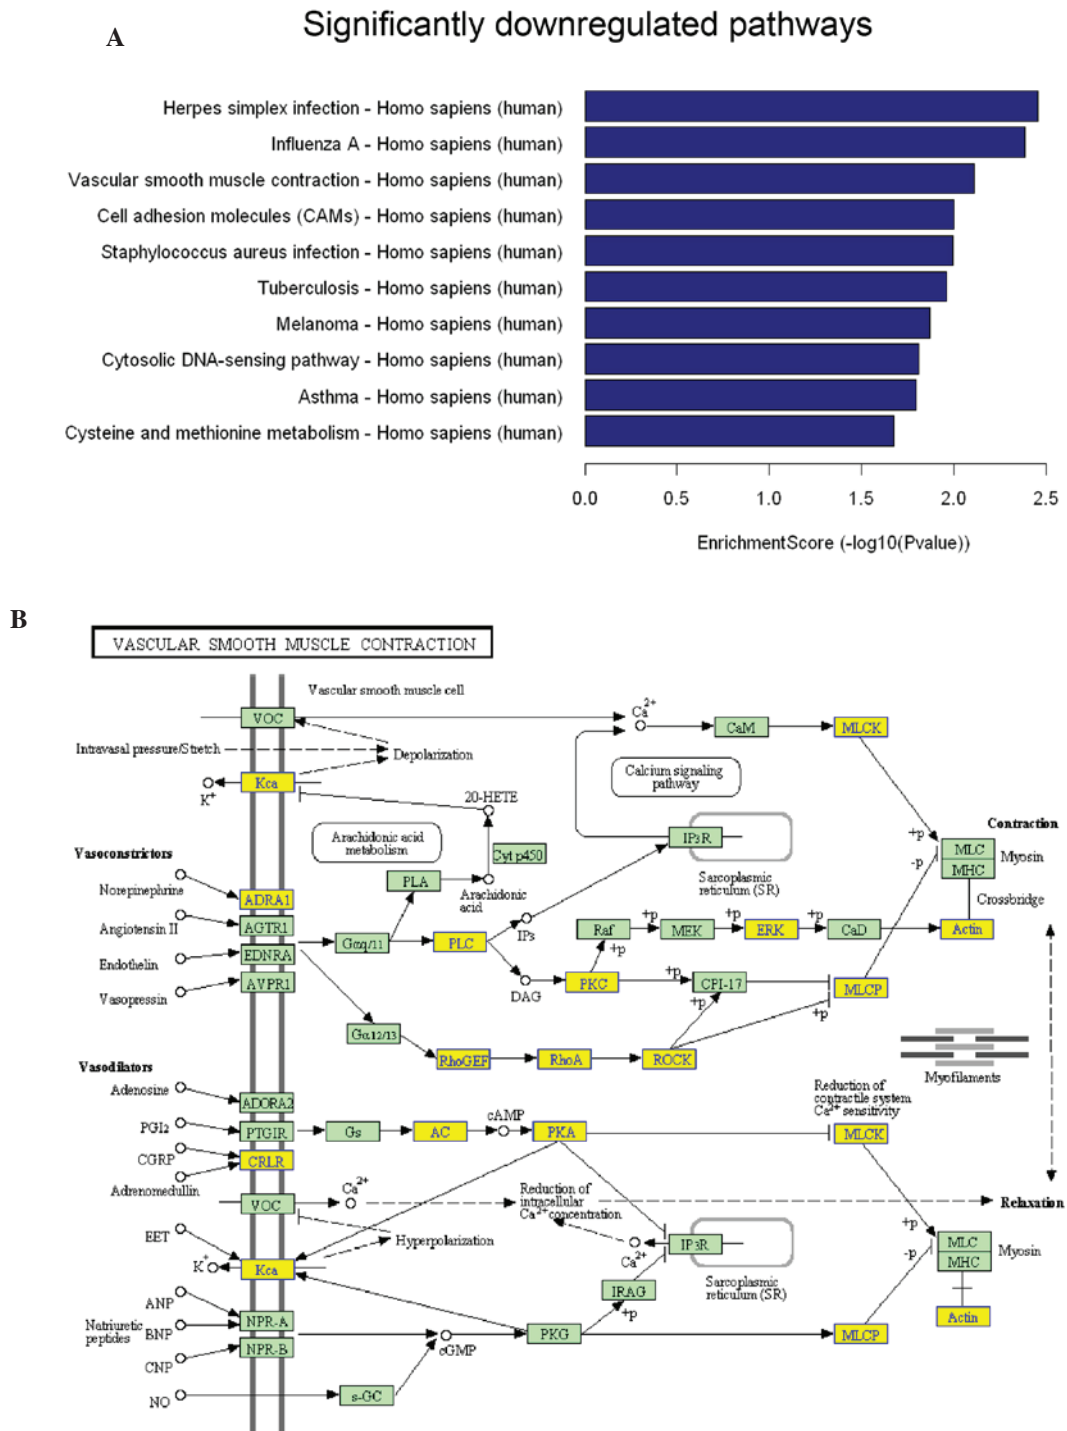 A
Significantly downregulated pathways
Herpes simplex infection - Homo sapiens (human)
Influenza A - Homo sapiens (human)
Vascular smooth muscle contraction - Homo sapiens (human)
Cell adhesion molecules (CAMs) - Homo sapiens (human)
Staphylococcus aureus infection - Homo sapiens (human)
Tuberculosis - Homo sapiens (human)
Melanoma - Homo sapiens (human)
Cytosolic DNA-sensing pathway - Homo sapiens (human)
Asthma - Homo sapiens (human)
Cysteine and methionine metabolism - Homo sapiens (human)
0.0 0.5 1.0 1.5 2.0 2.5
EnrichmentScore (-log10(Pvalue))
B
VASCULAR SMOOTH MUSCLE CONTRACTION
Vascular smooth muscle cell
VOC
Ca2+
CaM
MLCK
Intravasal pressure/Stretch
Depolarization
Kca
K+
Calcium signaling
pathway
20-HETE
Arachidonic acid
metabolism
Cyt p450
IP3R
+p
-p
Contraction
MLC
MHC
Myosin
Vasoconstrictors
PLA
Arachidonic
acid
Sarcoplasmic
reticulum (SR)
Crossbridge
Norepinephrine
ADRA1
Angiotensin II
AGTR1
Gαq/11
PLC
IP3
Raf
+p
MEK
+p
ERK
+p
CaD
Actin
Endothelin
EDNRA
+p
Vasopressin
AVPR1
DAG
PKC
+p
CPI-17
MLCP
+p
+p
Gα12/13
RhoGEF
RhoA
ROCK
Myofilaments
Vasodilators
Adenosine
ADORA2
Reduction of
contractile system
Ca2+ sensitivity
PGI2
PTGIR
Gs
AC
cAMP
PKA
MLCK
CGRP
CRLR
Adrenomedullin
VOC
Ca2+
Reduction of
intracellular
Ca2+ concentration
Relaxation
EET
Hyperpolarization
+p
-p
K+
Kca
Ca2+
IP3R
MLC
MHC
Myosin
Sarcoplasmic
reticulum (SR)
IRAG
+p
ANP
Natriuretic
peptides
BNP
NPR-A
CNP
NPR-B
cGMP
PKG
MLCP
Actin
NO
s-GC